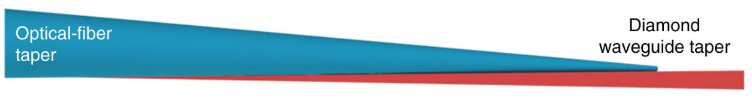 Optical-fiber
taper
Diamond
waveguide taper